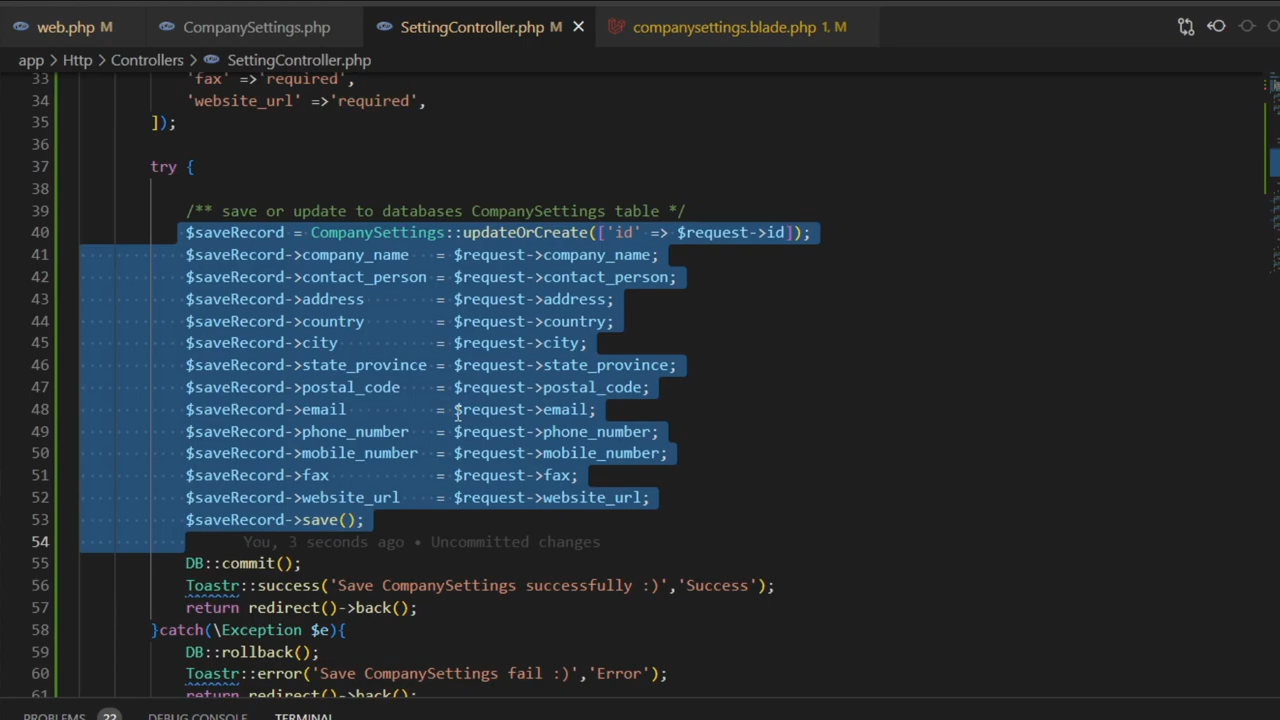 web.php M CompanySettings.php SettingController.php M companysettings.blade.php 1, M
app > Http > Controllers > SettingController.php
33 'fax' =>'required',
34 'website_url' =>'required',
35 ]);
36
37 try {
38
39 /** save or update to databases CompanySettings table */
40 $saveRecord = CompanySettings::updateOrCreate(['id' => $request->id]);
41 $saveRecord->company_name = $request->company_name;
42 $saveRecord->contact_person = $request->contact_person;
43 $saveRecord->address = $request->address;
44 $saveRecord->country = $request->country;
45 $saveRecord->city = $request->city;
46 $saveRecord->state_province = $request->state_province;
47 $saveRecord->postal_code = $request->postal_code;
48 $saveRecord->email = $request->email;
49 $saveRecord->phone_number = $request->phone_number;
50 $saveRecord->mobile_number = $request->mobile_number;
51 $saveRecord->fax = $request->fax;
52 $saveRecord->website_url = $request->website_url;
53 $saveRecord->save();
54 You, 3 seconds ago • Uncommitted changes
55 DB::commit();
56 Toastr::success('Save CompanySettings successfully :)','Success');
57 return redirect()->back();
58 }catch(\Exception $e){
59 DB::rollback();
60 Toastr::error('Save CompanySettings fail :)','Error');
61 return redirect()->back();
PROBLEMS 22 DEBUG CONSOLE TERMINAL